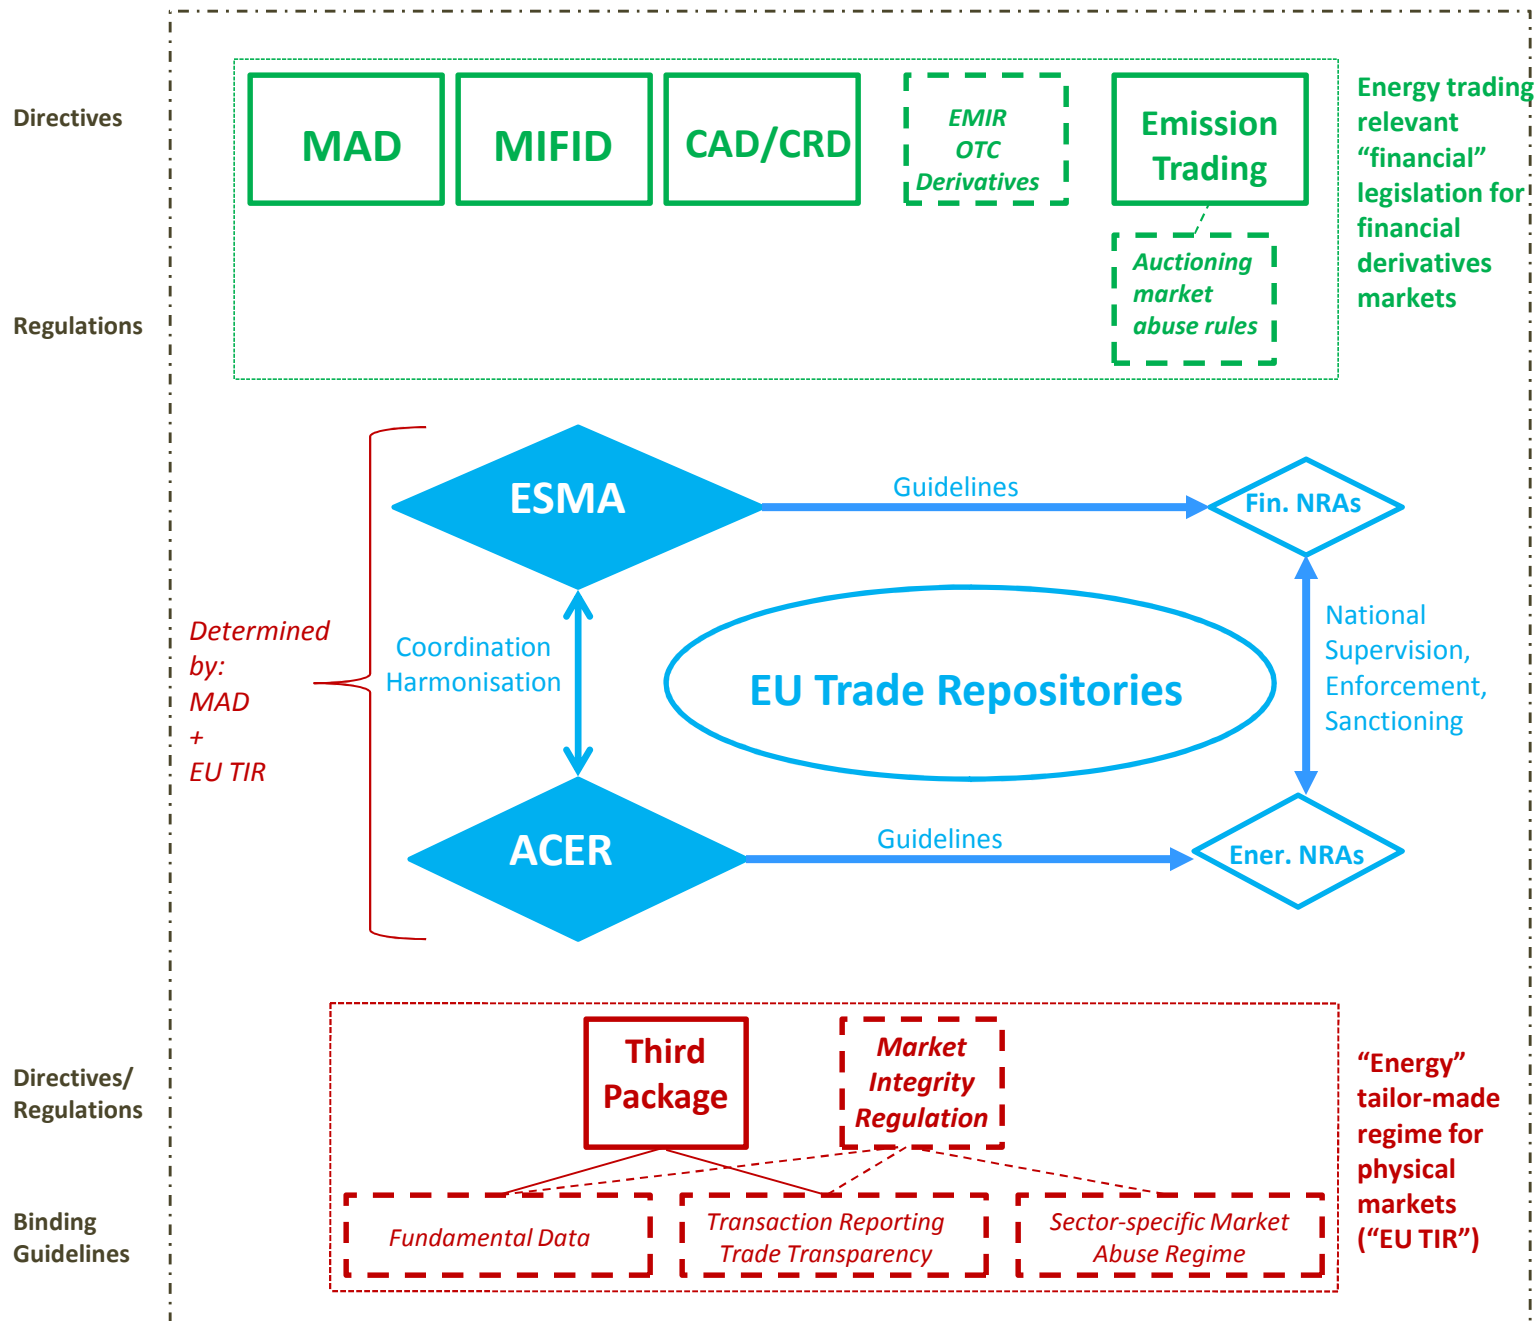 Directives
MAD
MIFID
CAD/CRD
EMIR
OTC
Derivatives
Emission
Trading
Energy trading
relevant
“financial”
legislation for
financial
derivatives
markets
Regulations
Auctioning
market
abuse rules
ESMA
Guidelines
Fin. NRAs
Determined
by:
MAD
+
EU TIR
Coordination
Harmonisation
EU Trade Repositories
National
Supervision,
Enforcement,
Sanctioning
ACER
Guidelines
Ener. NRAs
Directives/
Regulations
Third
Package
Market
Integrity
Regulation
“Energy”
tailor-made
regime for
physical
markets
(“EU TIR”)
Binding
Guidelines
Fundamental Data
Transaction Reporting
Trade Transparency
Sector-specific Market
Abuse Regime